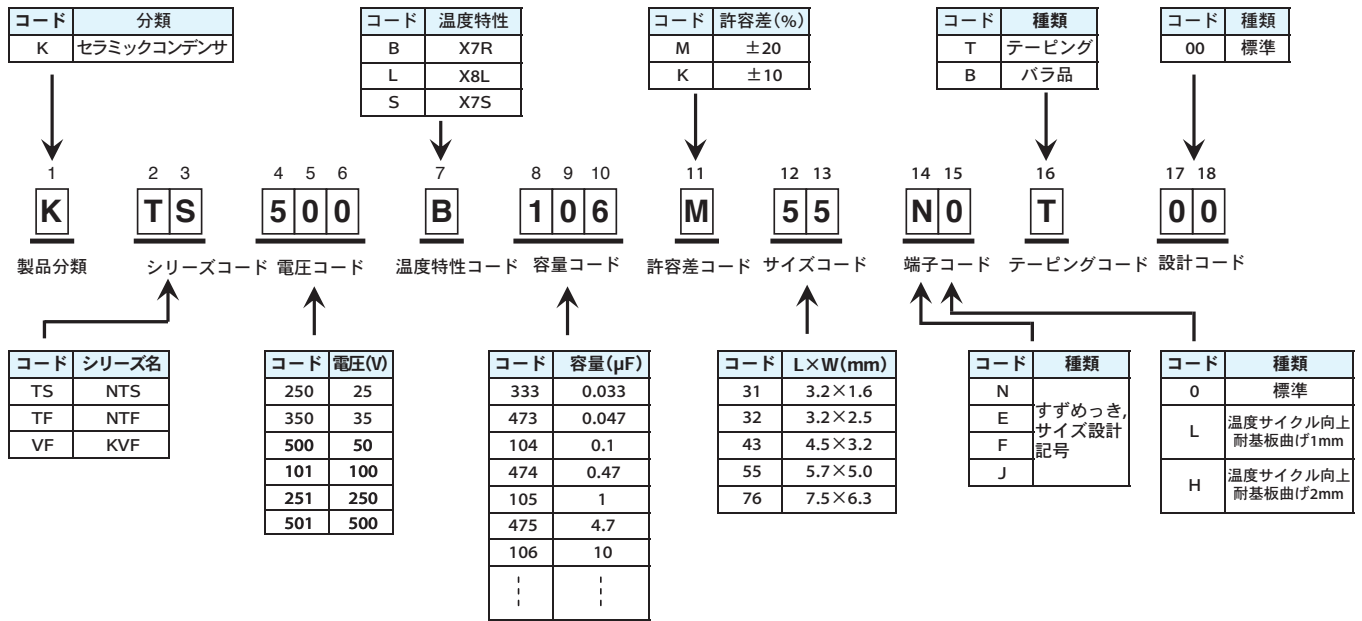 コード 分類
K セラミックコンデンサ
コード 温度特性
B X7R
L X8L
S X7S
コード 許容差(%)
M ±20
K ±10
コード 種類
T テーピング
B バラ品
コード 種類
00 標準
1 2 3 4 5 6 7 8 9 10 11 12 13 14 15 16 17 18
K T S 5 0 0 B 1 0 6 M 5 5 N 0 T 0 0
製品分類 シリーズコード 電圧コード 温度特性コード 容量コード 許容差コード サイズコード 端子コード テーピングコード 設計コード
コード シリーズ名
TS NTS
TF NTF
VF KVF
コード 電圧(V)
250 25
350 35
500 50
101 100
251 250
501 500
コード 容量(μF)
333 0.033
473 0.047
104 0.1
474 0.47
105 1
475 4.7
106 10
コード L×W(mm)
31 3.2×1.6
32 3.2×2.5
43 4.5×3.2
55 5.7×5.0
76 7.5×6.3
コード 種類
N
E
F
J
すずめっき,
サイズ設計
記号
コード 種類
0 標準
L 温度サイクル向上
耐基板曲げ1mm
H 温度サイクル向上
耐基板曲げ2mm